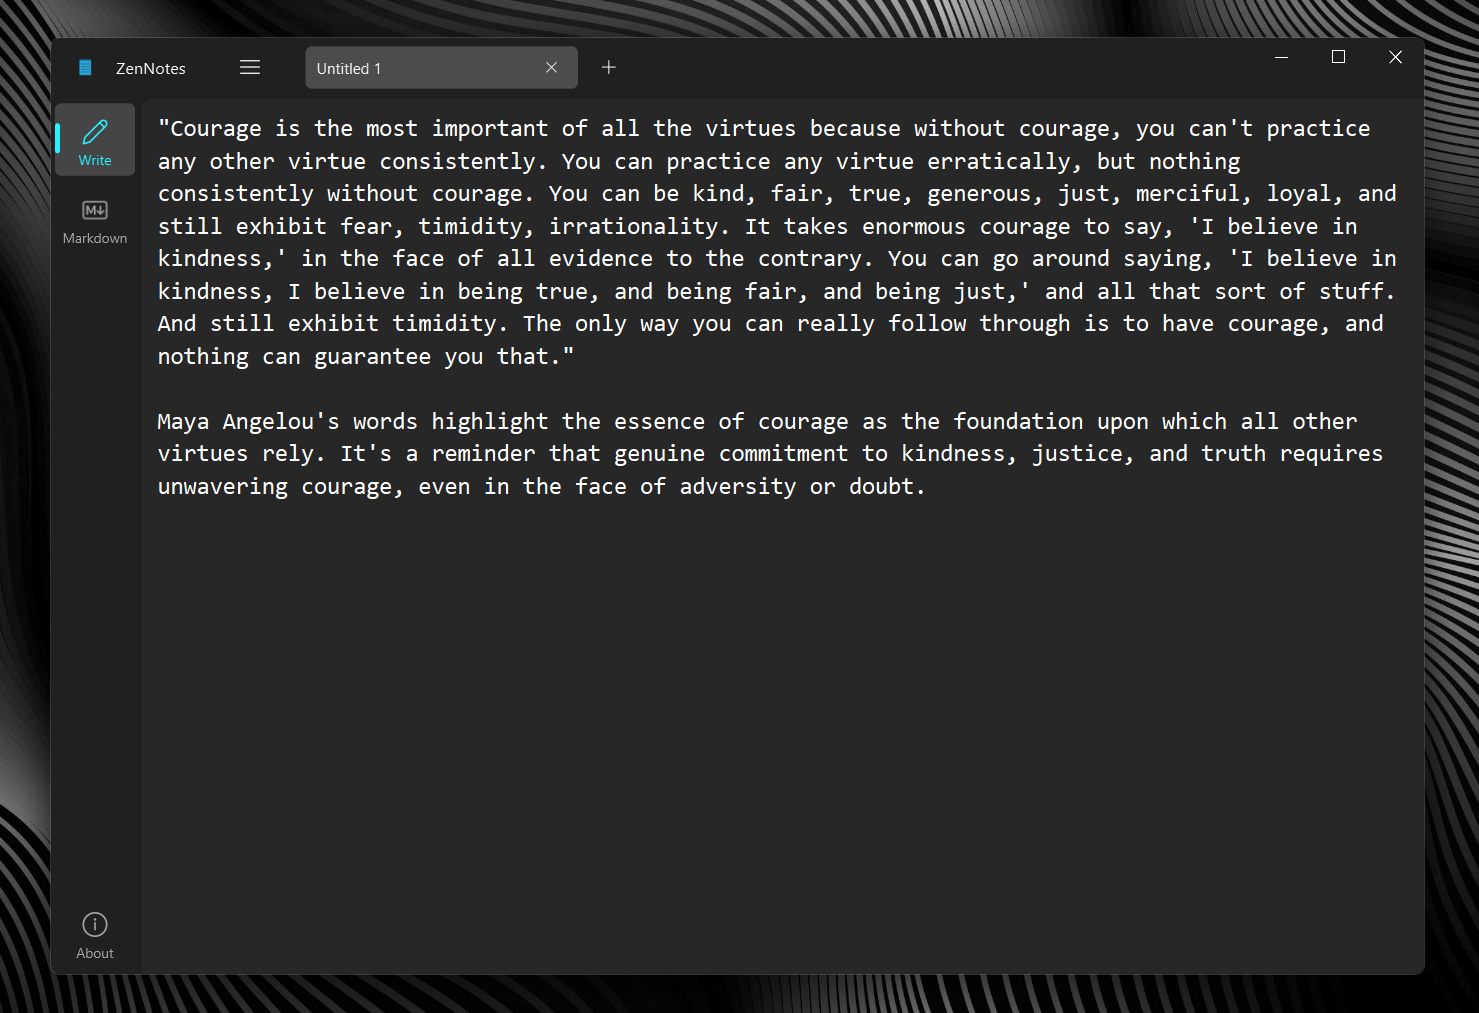 ZenNotes
Untitled 1
Write
Markdown
"Courage is the most important of all the virtues because without courage, you can't practice
any other virtue consistently. You can practice any virtue erratically, but nothing
consistently without courage. You can be kind, fair, true, generous, just, merciful, loyal, and
still exhibit fear, timidity, irrationality. It takes enormous courage to say, 'I believe in
kindness,' in the face of all evidence to the contrary. You can go around saying, 'I believe in
kindness, I believe in being true, and being fair, and being just,' and all that sort of stuff.
And still exhibit timidity. The only way you can really follow through is to have courage, and
nothing can guarantee you that."
Maya Angelou's words highlight the essence of courage as the foundation upon which all other
virtues rely. It's a reminder that genuine commitment to kindness, justice, and truth requires
unwavering courage, even in the face of adversity or doubt.
About